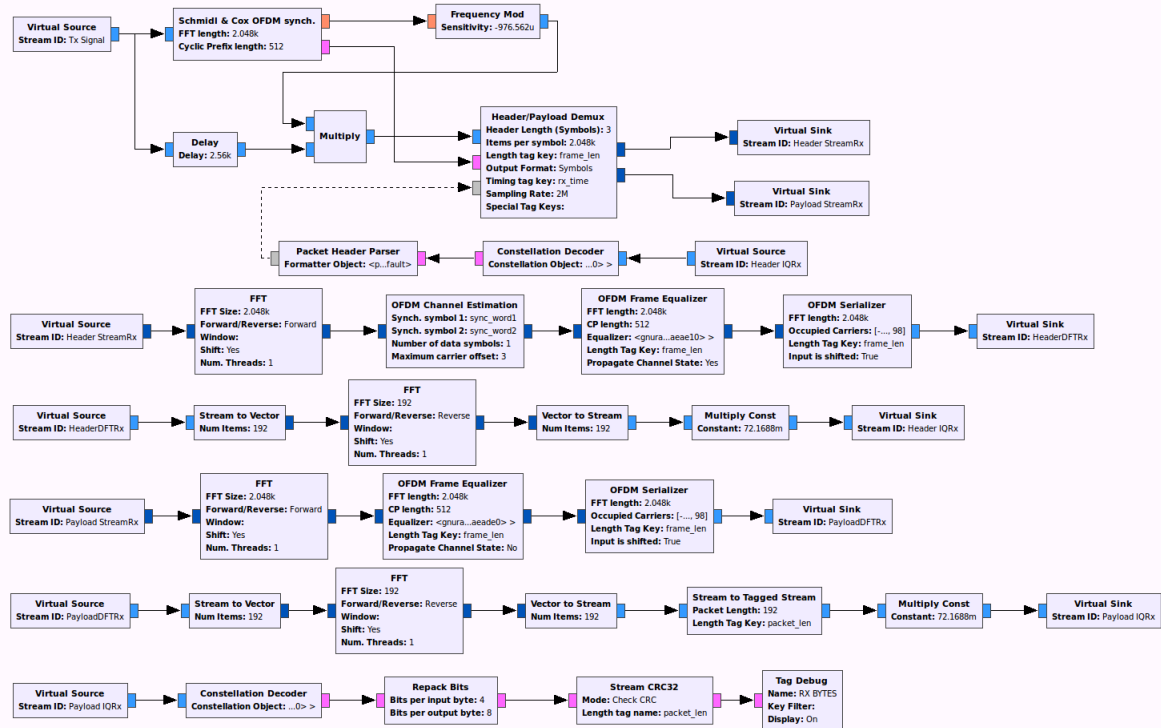 Virtual Source
Stream ID: Tx Signal
Schmidl & Cox OFDM synch.
FFT length: 2.048k
Cyclic Prefix length: 512
Frequency Mod
Sensitivity: -976.562u
Delay
Delay: 2.56k
Multiply
Header/Payload Demux
Header Length (Symbols): 3
Items per symbol: 2.048k
Length tag key: frame_len
Output Format: Symbols
Timing tag key: rx_time
Sampling Rate: 2M
Special Tag Keys:
Virtual Sink
Stream ID: Header StreamRx
Virtual Sink
Stream ID: Payload StreamRx
Packet Header Parser
Formatter Object: <p...fault>
Constellation Decoder
Constellation Object: ...0> >
Virtual Source
Stream ID: Header IQRx
Virtual Source
Stream ID: Header StreamRx
FFT
FFT Size: 2.048k
Forward/Reverse: Forward
Window:
Shift: Yes
Num. Threads: 1
OFDM Channel Estimation
Synch. symbol 1: sync_word1
Synch. symbol 2: sync_word2
Number of data symbols: 1
Maximum carrier offset: 3
OFDM Frame Equalizer
FFT length: 2.048k
CP length: 512
Equalizer: <gnura...aeae10> >
Length Tag Key: frame_len
Propagate Channel State: Yes
OFDM Serializer
FFT length: 2.048k
Occupied Carriers: [-..., 98]
Length Tag Key: frame_len
Input is shifted: True
Virtual Sink
Stream ID: HeaderDFTRx
Virtual Source
Stream ID: HeaderDFTRx
Stream to Vector
Num Items: 192
FFT
FFT Size: 192
Forward/Reverse: Reverse
Window:
Shift: Yes
Num. Threads: 1
Vector to Stream
Num Items: 192
Multiply Const
Constant: 72.1688m
Virtual Sink
Stream ID: Header IQRx
Virtual Source
Stream ID: Payload StreamRx
FFT
FFT Size: 2.048k
Forward/Reverse: Forward
Window:
Shift: Yes
Num. Threads: 1
OFDM Frame Equalizer
FFT length: 2.048k
CP length: 512
Equalizer: <gnura...aeade0> >
Length Tag Key: frame_len
Propagate Channel State: No
OFDM Serializer
FFT length: 2.048k
Occupied Carriers: [-..., 98]
Length Tag Key: frame_len
Input is shifted: True
Virtual Sink
Stream ID: PayloadDFTRx
Virtual Source
Stream ID: PayloadDFTRx
Stream to Vector
Num Items: 192
FFT
FFT Size: 192
Forward/Reverse: Reverse
Window:
Shift: Yes
Num. Threads: 1
Vector to Stream
Num Items: 192
Stream to Tagged Stream
Packet Length: 192
Length Tag Key: packet_len
Multiply Const
Constant: 72.1688m
Virtual Sink
Stream ID: Payload IQRx
Virtual Source
Stream ID: Payload IQRx
Constellation Decoder
Constellation Object: ...0> >
Repack Bits
Bits per input byte: 4
Bits per output byte: 8
Stream CRC32
Mode: Check CRC
Length tag name: packet_len
Tag Debug
Name: RX BYTES
Key Filter:
Display: On